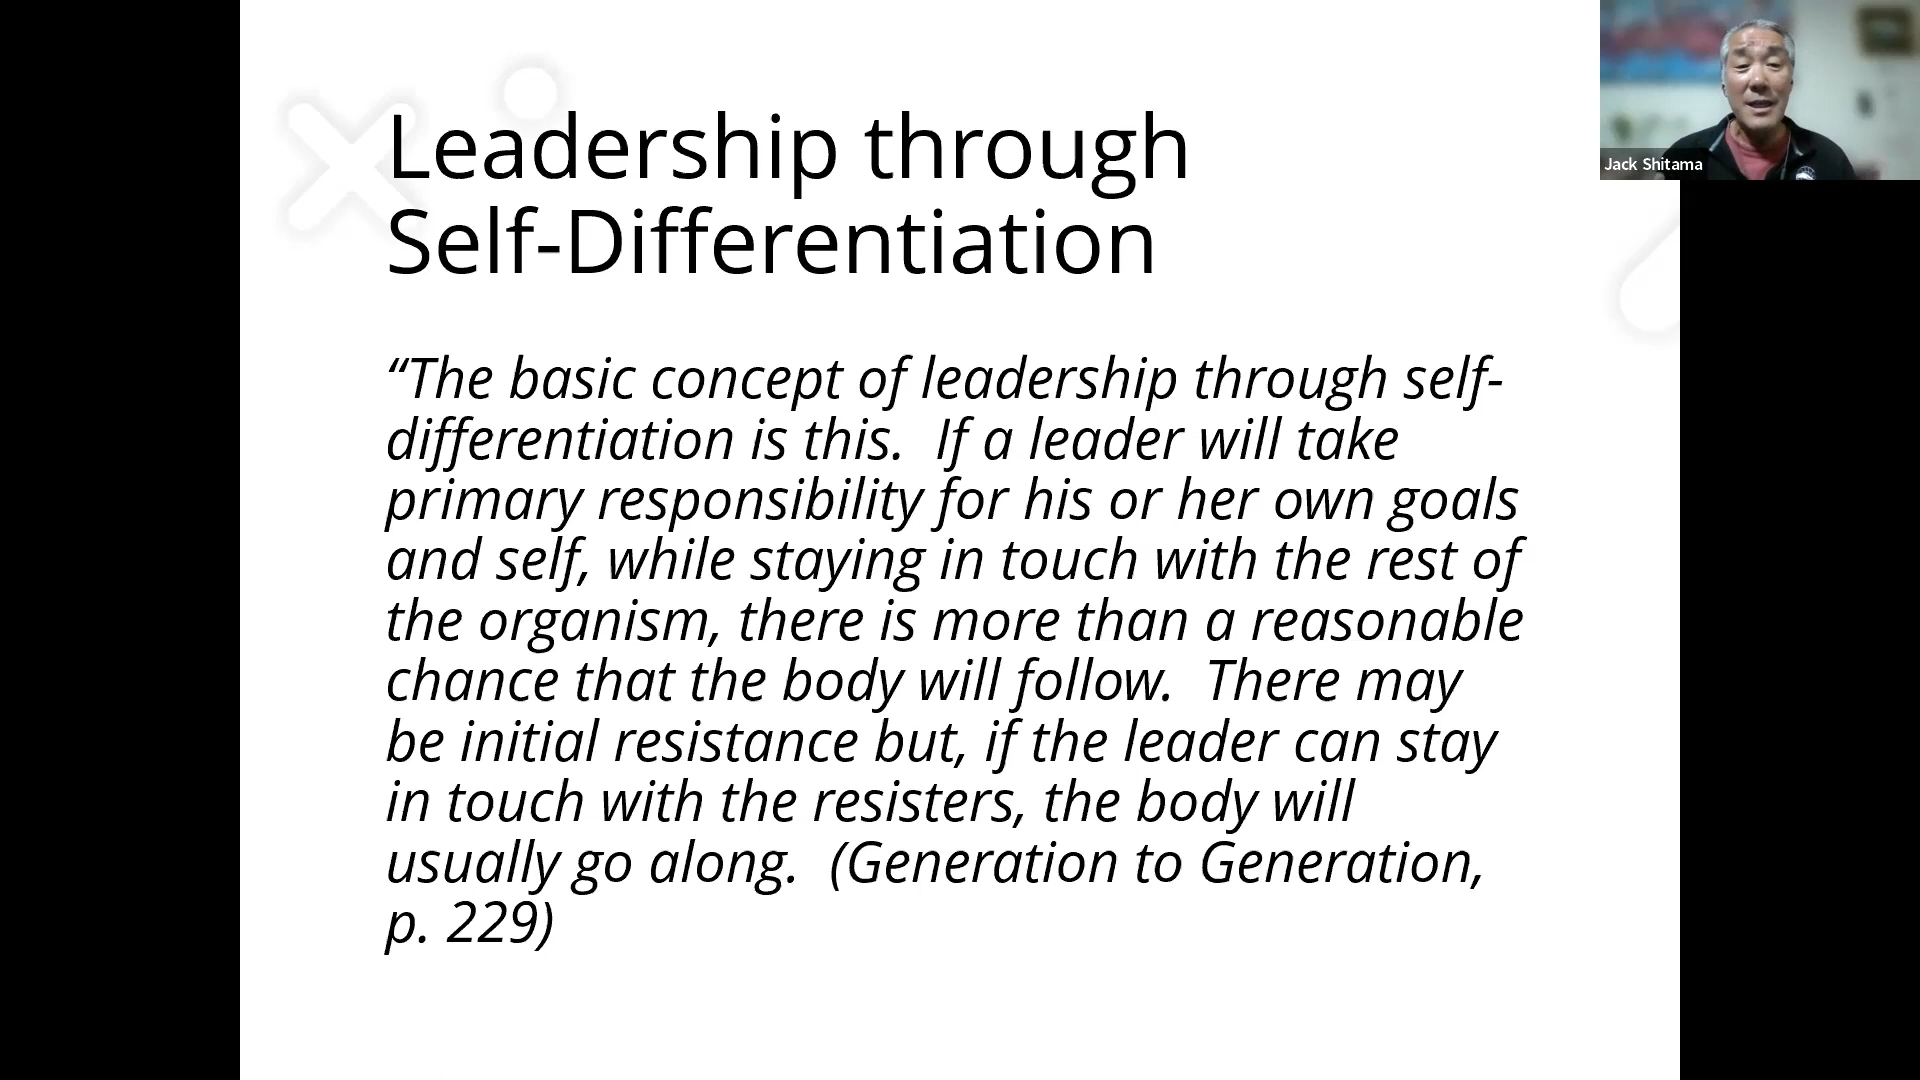 Leadership through
Self-Differentiation
“The basic concept of leadership through self-
differentiation is this.  If a leader will take
primary responsibility for his or her own goals
and self, while staying in touch with the rest of
the organism, there is more than a reasonable
chance that the body will follow.  There may
be initial resistance but, if the leader can stay
in touch with the resisters, the body will
usually go along.  (Generation to Generation,
p. 229)
Jack Shitama